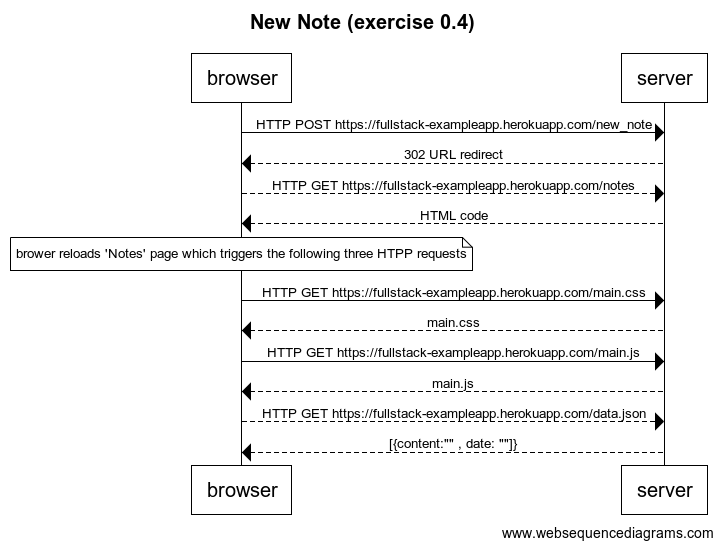 New Note (exercise 0.4)
browser
server
HTTP POST https://fullstack-exampleapp.herokuapp.com/new_note
302 URL redirect
HTTP GET https://fullstack-exampleapp.herokuapp.com/notes
HTML code
brower reloads 'Notes' page which triggers the following three HTPP requests
HTTP GET https://fullstack-exampleapp.herokuapp.com/main.css
main.css
HTTP GET https://fullstack-exampleapp.herokuapp.com/main.js
main.js
HTTP GET https://fullstack-exampleapp.herokuapp.com/data.json
[{content:"" , date: ""]}
browser
server
www.websequencediagrams.com